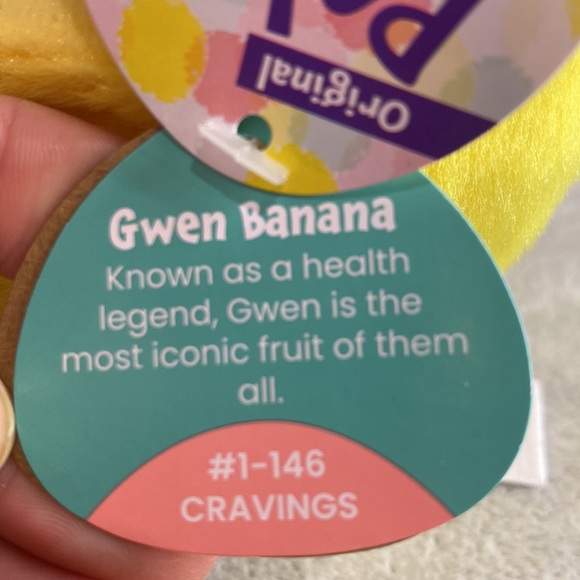 Original
Gwen Banana
Known as a health
legend, Gwen is the
most iconic fruit of them
all.
#1-146
CRAVINGS